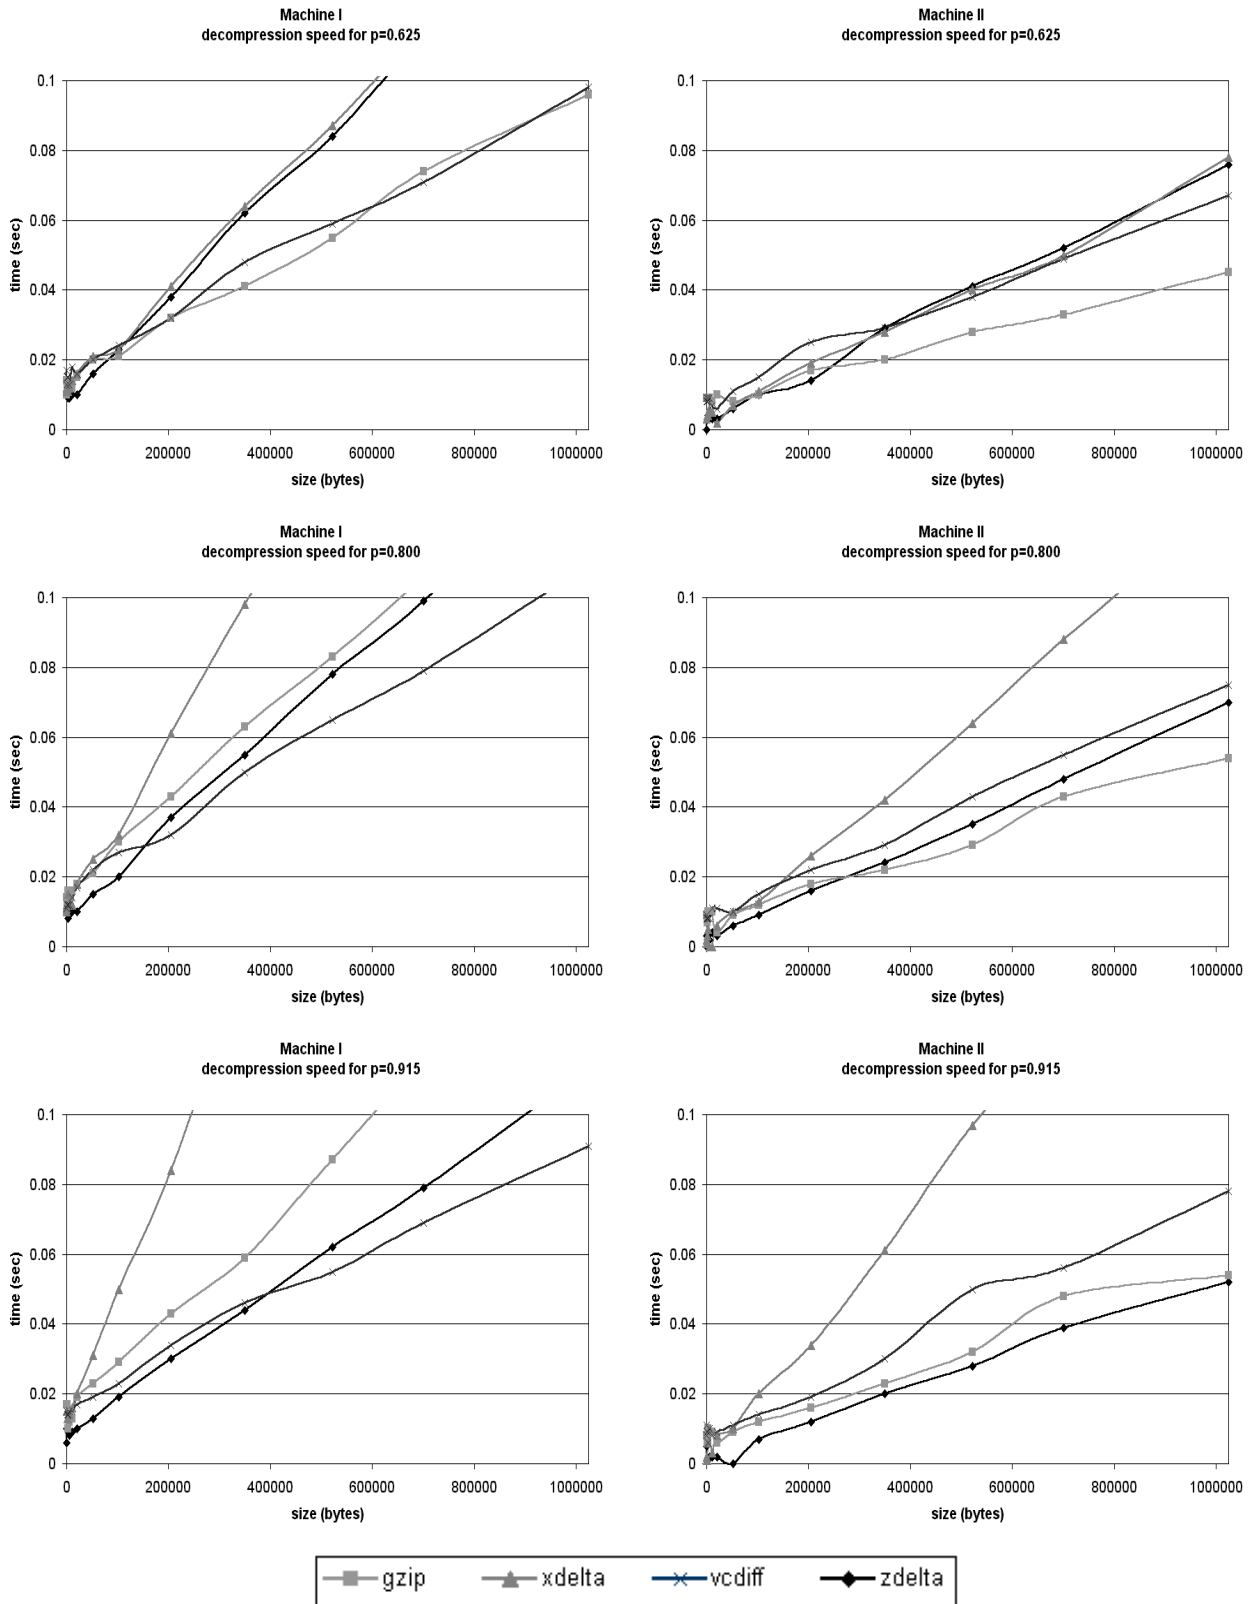 Machine I
decompression speed for p=0.625
0.1
0.08
0.06
0.04
0.02
0
time (sec)
0 200000 400000 600000 800000 1000000
size (bytes)
Machine II
decompression speed for p=0.625
0.1
0.08
0.06
0.04
0.02
0
time (sec)
0 200000 400000 600000 800000 1000000
size (bytes)
Machine I
decompression speed for p=0.800
0.1
0.08
0.06
0.04
0.02
0
time (sec)
0 200000 400000 600000 800000 1000000
size (bytes)
Machine II
decompression speed for p=0.800
0.1
0.08
0.06
0.04
0.02
0
time (sec)
0 200000 400000 600000 800000 1000000
size (bytes)
Machine I
decompression speed for p=0.915
0.1
0.08
0.06
0.04
0.02
0
time (sec)
0 200000 400000 600000 800000 1000000
size (bytes)
Machine II
decompression speed for p=0.915
0.1
0.08
0.06
0.04
0.02
0
time (sec)
0 200000 400000 600000 800000 1000000
size (bytes)
gzip xdelta vcdiff zdelta